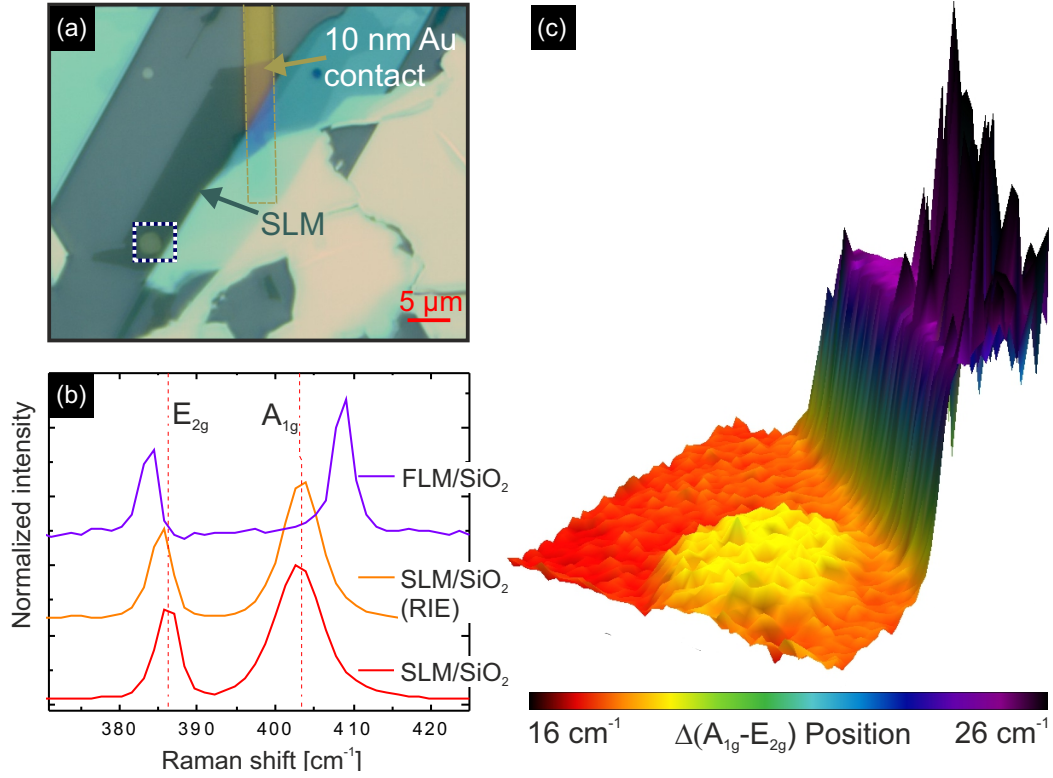 (a)
10 nm Au
contact
SLM
5 µm
(b)
E₂g
A₁g
FLM/SiO₂
SLM/SiO₂
(RIE)
SLM/SiO₂
Normalized intensity
380 390 400 410 420
Raman shift [cm⁻¹]
(c)
16 cm⁻¹ Δ(A₁g-E₂g) Position 26 cm⁻¹